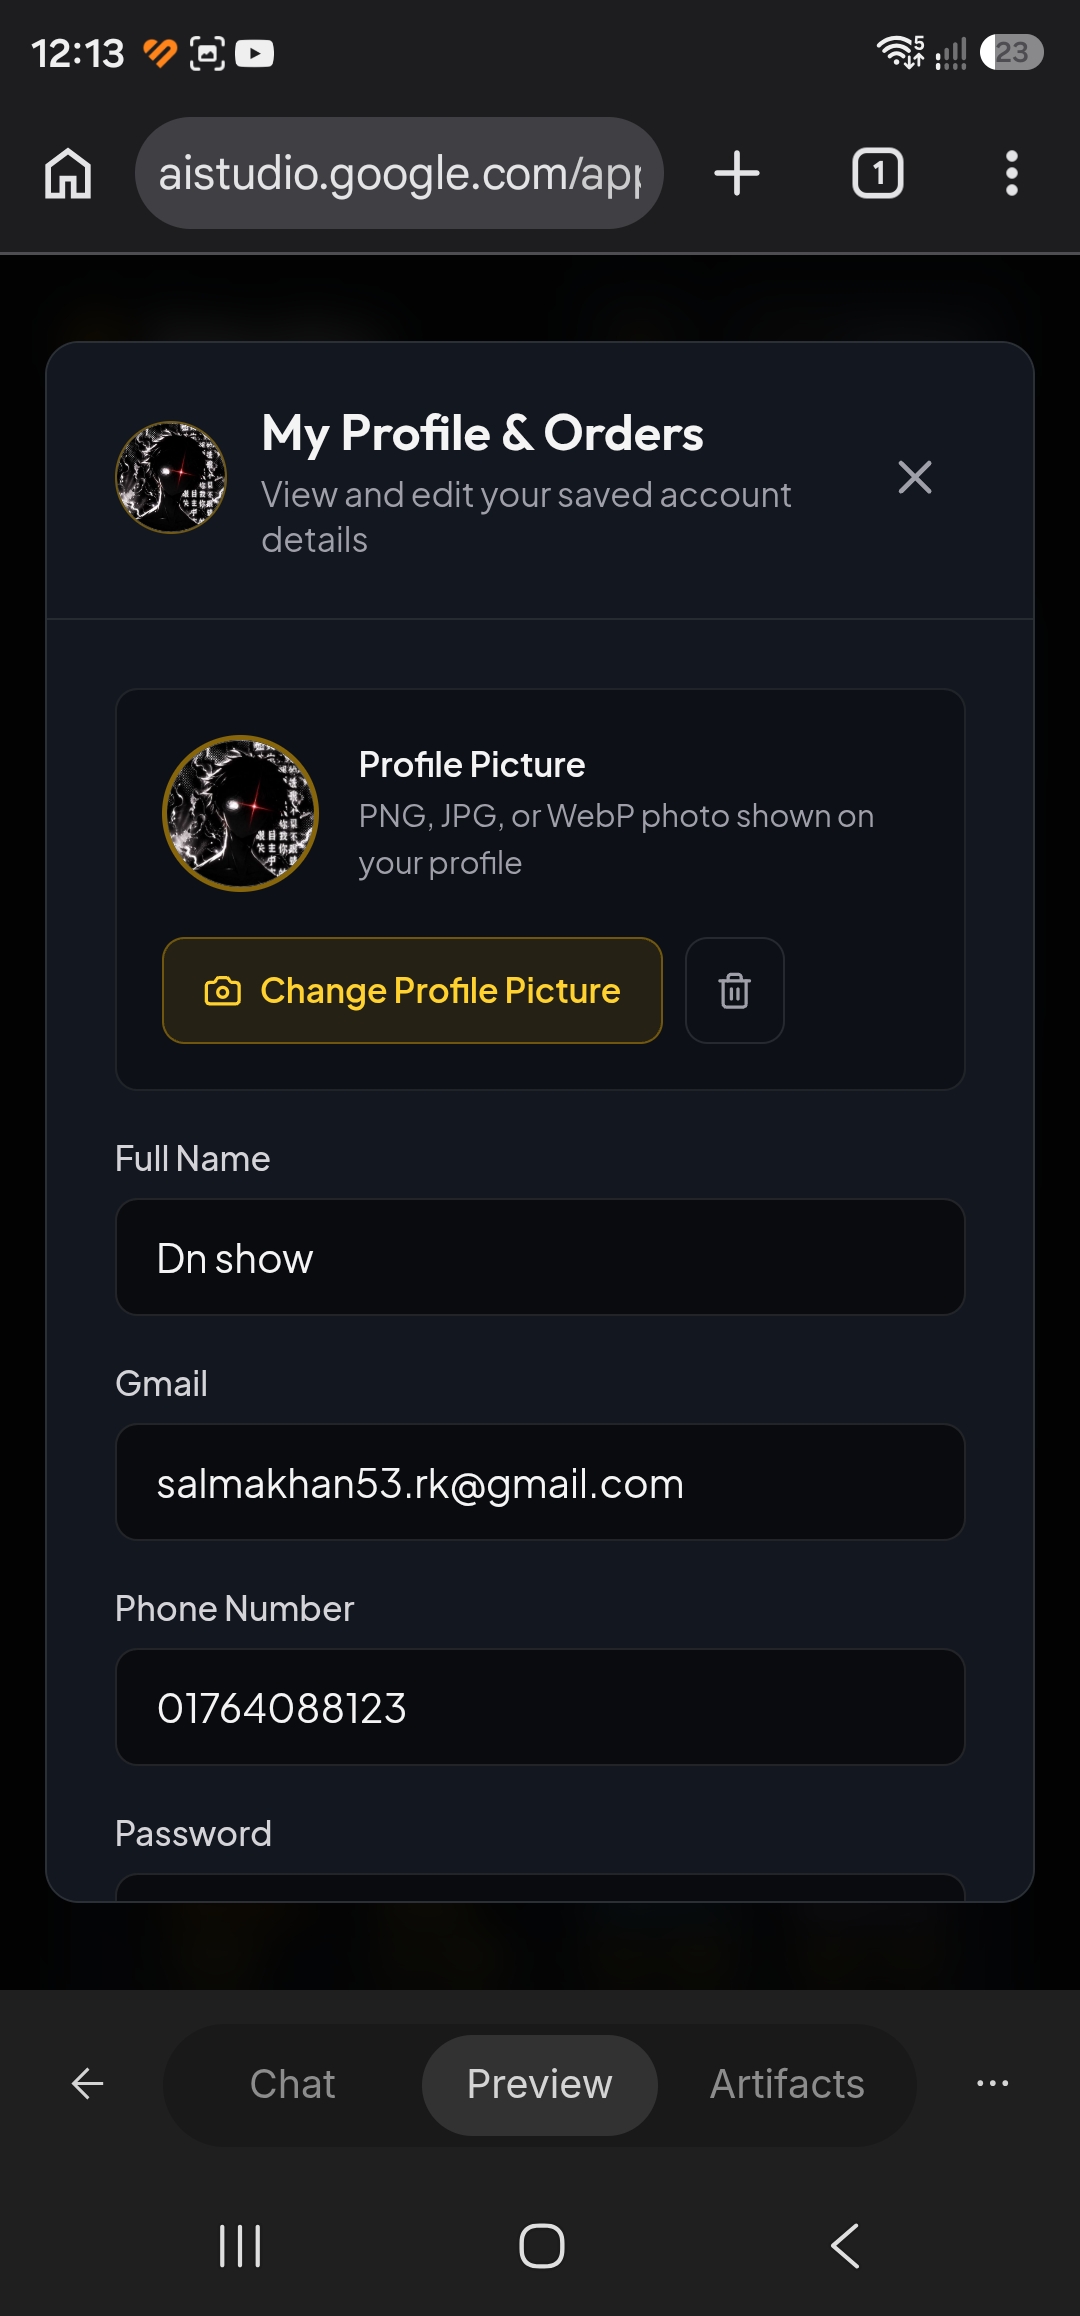 12:13
5
23
aistudio.google.com/app
1
My Profile & Orders
View and edit your saved account
details
Profile Picture
PNG, JPG, or WebP photo shown on
your profile
Change Profile Picture
Full Name
Dn show
Gmail
salmakhan53.rk@gmail.com
Phone Number
01764088123
Password
Chat
Preview
Artifacts